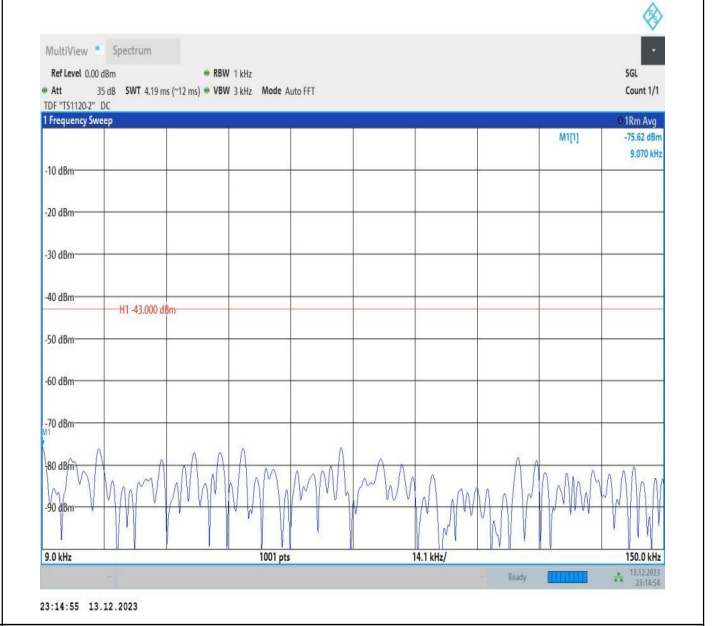 R S
MultiView Spectrum
Ref Level 0.00 dBm RBW 1 kHz SGL
Att 35 dB SWT 4.19 ms (~12 ms) VBW 3 kHz Mode Auto FFT Count 1/1
TDF "TS1120-2" DC
1 Frequency Sweep 1Rm Avg
M1[1] -75.62 dBm
9.070 kHz
-10 dBm
-20 dBm
-30 dBm
-40 dBm
H1 -43.000 dBm
-50 dBm
-60 dBm
-70 dBm
M1
-80 dBm
-90 dBm
9.0 kHz 1001 pts 14.1 kHz/ 150.0 kHz
Ready 13.12.2023
23:14:54
23:14:55 13.12.2023